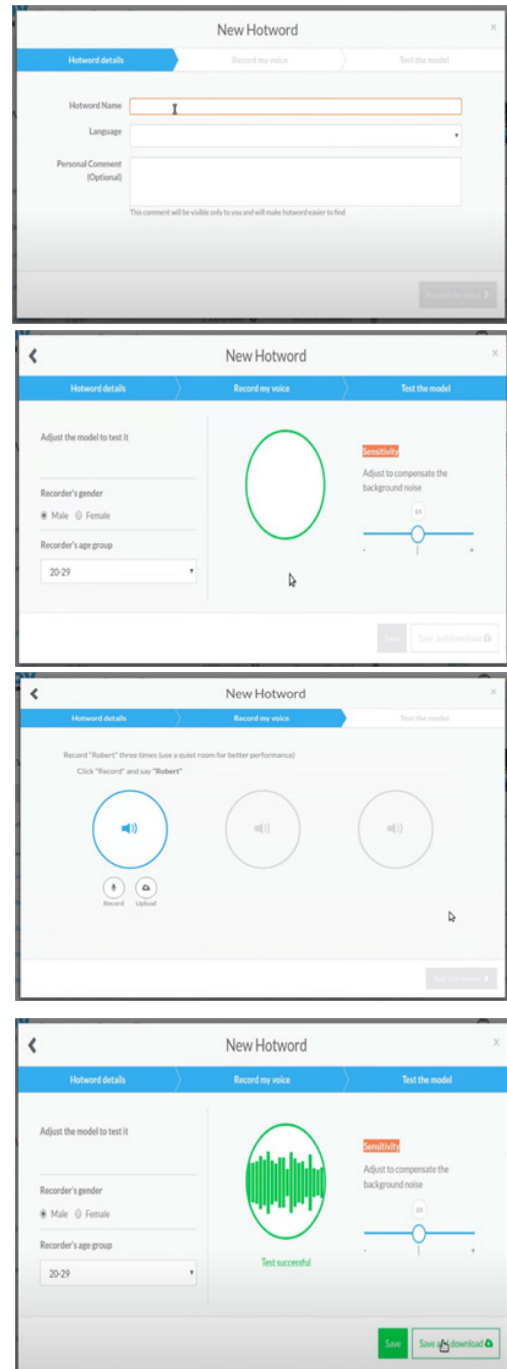 New Hotword
x
Hotword details
Record my voice
Test the model
Hotword Name
Language
Personal Comment
(Optional)
This comment will be visible only to you and will make hotword easier to find
Record my voice
New Hotword
x
Hotword details
Record my voice
Test the model
Adjust the model to test it
Recorder's gender
Male Female
Recorder's age group
20-29
Sensitivity
Adjust to compensate the
background noise
- +
Save
Save and download
New Hotword
x
Hotword details
Record my voice
Test the model
Record "Robert" three times (use a quiet room for better performance)
Click "Record" and say "Robert"
Record Upload
Test the model
New Hotword
x
Hotword details
Record my voice
Test the model
Adjust the model to test it
Recorder's gender
Male Female
Recorder's age group
20-29
Test successful
Sensitivity
Adjust to compensate the
background noise
- +
Save
Save and download